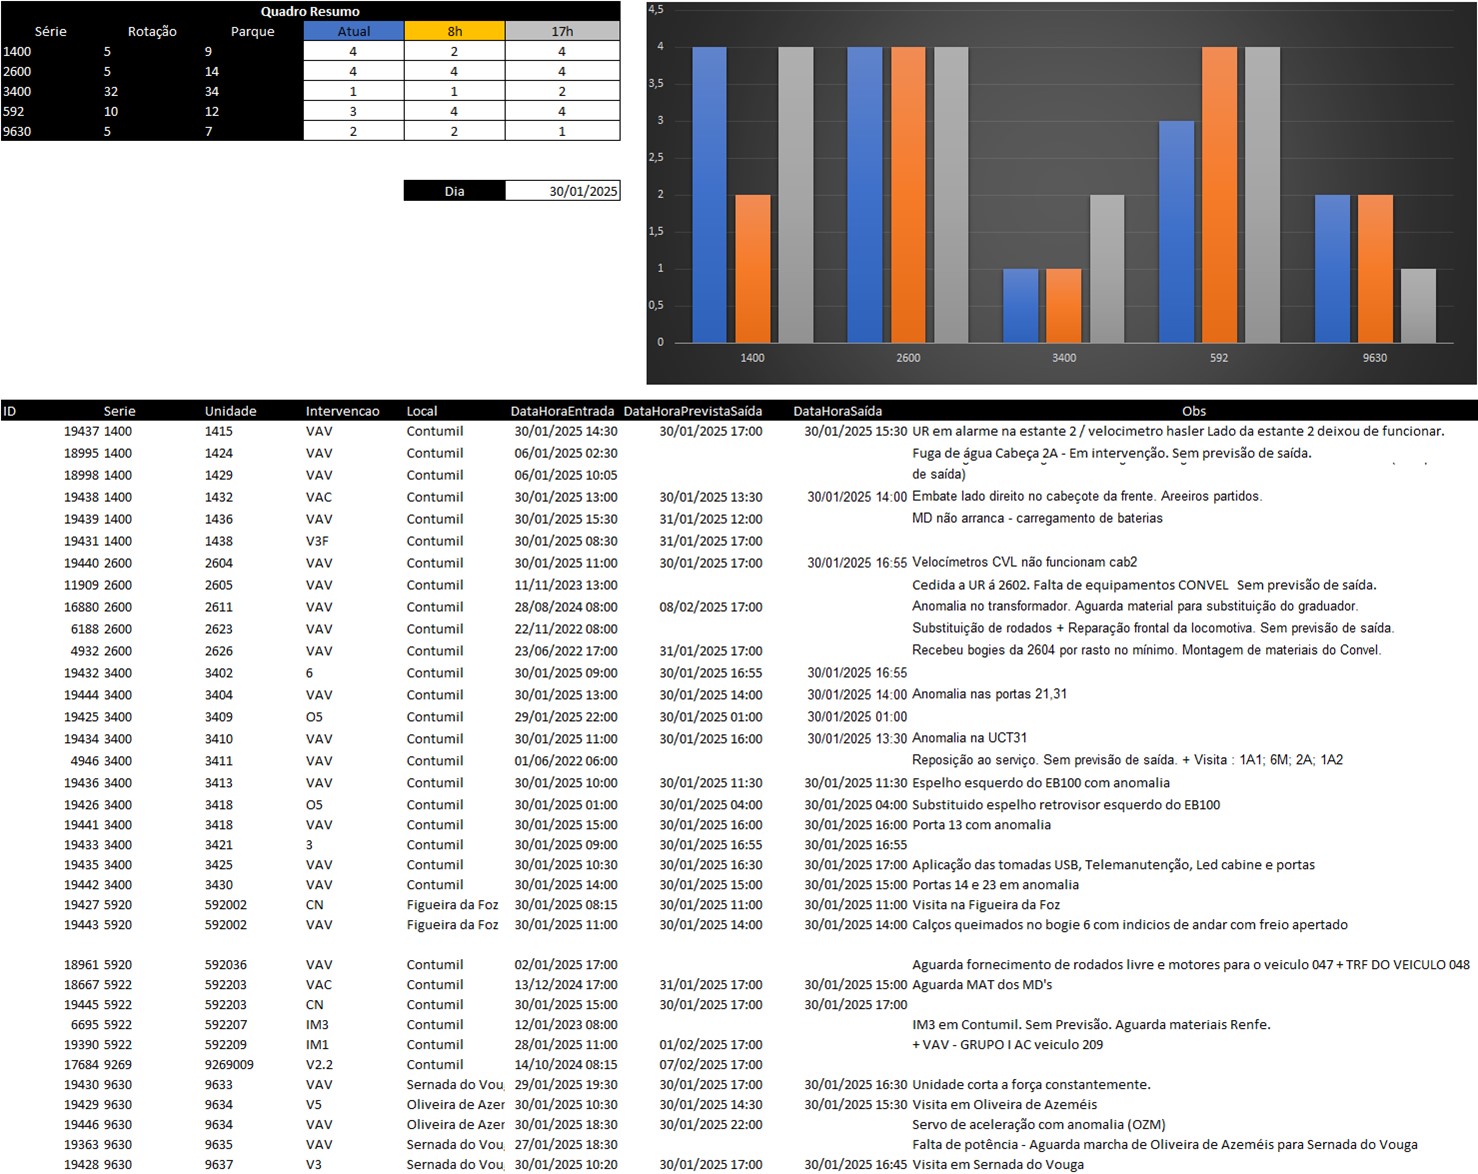 Quadro Resumo
Série Rotação Parque Atual 8h 17h
1400 5 9 4 2 4
2600 5 14 4 4 4
3400 32 34 1 1 2
592 10 12 3 4 4
9630 5 7 2 2 1
Dia 30/01/2025
4,5
4
3,5
3
2,5
2
1,5
1
0,5
0
1400 2600 3400 592 9630
ID Serie Unidade Intervencao Local DataHoraEntrada DataHoraPrevistaSaída DataHoraSaída Obs
19437 1400 1415 VAV Contumil 30/01/2025 14:30 30/01/2025 17:00 30/01/2025 15:30 UR em alarme na estante 2 / velocimetro hasler Lado da estante 2 deixou de funcionar.
18995 1400 1424 VAV Contumil 06/01/2025 02:30 Fuga de água Cabeça 2A - Em intervenção. Sem previsão de saída.
18998 1400 1429 VAV Contumil 06/01/2025 10:05 de saída)
19438 1400 1432 VAC Contumil 30/01/2025 13:00 30/01/2025 13:30 30/01/2025 14:00 Embate lado direito no cabeçote da frente. Areeiros partidos.
19439 1400 1436 VAV Contumil 30/01/2025 15:30 31/01/2025 12:00 MD não arranca - carregamento de baterias
19431 1400 1438 V3F Contumil 30/01/2025 08:30 31/01/2025 17:00
19440 2600 2604 VAV Contumil 30/01/2025 11:00 30/01/2025 17:00 30/01/2025 16:55 Velocímetros CVL não funcionam cab2
11909 2600 2605 VAV Contumil 11/11/2023 13:00 Cedida a UR á 2602. Falta de equipamentos CONVEL Sem previsão de saída.
16880 2600 2611 VAV Contumil 28/08/2024 08:00 08/02/2025 17:00 Anomalia no transformador. Aguarda material para substituição do graduador.
6188 2600 2623 VAV Contumil 22/11/2022 08:00 Substituição de rodados + Reparação frontal da locomotiva. Sem previsão de saída.
4932 2600 2626 VAV Contumil 23/06/2022 17:00 31/01/2025 17:00 Recebeu bogies da 2604 por rasto no mínimo. Montagem de materiais do Convel.
19432 3400 3402 6 Contumil 30/01/2025 09:00 30/01/2025 16:55 30/01/2025 16:55
19444 3400 3404 VAV Contumil 30/01/2025 13:00 30/01/2025 14:00 30/01/2025 14:00 Anomalia nas portas 21,31
19425 3400 3409 O5 Contumil 29/01/2025 22:00 30/01/2025 01:00 30/01/2025 01:00
19434 3400 3410 VAV Contumil 30/01/2025 11:00 30/01/2025 16:00 30/01/2025 13:30 Anomalia na UCT31
4946 3400 3411 VAV Contumil 01/06/2022 06:00 Reposição ao serviço. Sem previsão de saída. + Visita : 1A1; 6M; 2A; 1A2
19436 3400 3413 VAV Contumil 30/01/2025 10:00 30/01/2025 11:30 30/01/2025 11:30 Espelho esquerdo do EB100 com anomalia
19426 3400 3418 O5 Contumil 30/01/2025 01:00 30/01/2025 04:00 30/01/2025 04:00 Substituido espelho retrovisor esquerdo do EB100
19441 3400 3418 VAV Contumil 30/01/2025 15:00 30/01/2025 16:00 30/01/2025 16:00 Porta 13 com anomalia
19433 3400 3421 3 Contumil 30/01/2025 09:00 30/01/2025 16:55 30/01/2025 16:55
19435 3400 3425 VAV Contumil 30/01/2025 10:30 30/01/2025 16:30 30/01/2025 17:00 Aplicação das tomadas USB, Telemanutenção, Led cabine e portas
19442 3400 3430 VAV Contumil 30/01/2025 14:00 30/01/2025 15:00 30/01/2025 15:00 Portas 14 e 23 em anomalia
19427 5920 592002 CN Figueira da Foz 30/01/2025 08:15 30/01/2025 11:00 30/01/2025 11:00 Visita na Figueira da Foz
19443 5920 592002 VAV Figueira da Foz 30/01/2025 11:00 30/01/2025 14:00 30/01/2025 14:00 Calços queimados no bogie 6 com indicios de andar com freio apertado
18961 5920 592036 VAV Contumil 02/01/2025 17:00 Aguarda fornecimento de rodados livre e motores para o veiculo 047 + TRF DO VEICULO 048
18667 5922 592203 VAC Contumil 13/12/2024 17:00 31/01/2025 17:00 30/01/2025 15:00 Aguarda MAT dos MD's
19445 5922 592203 CN Contumil 30/01/2025 15:00 30/01/2025 17:00 30/01/2025 17:00
6695 5922 592207 IM3 Contumil 12/01/2023 08:00 IM3 em Contumil. Sem Previsão. Aguarda materiais Renfe.
19390 5922 592209 IM1 Contumil 28/01/2025 11:00 01/02/2025 17:00 + VAV - GRUPO I AC veiculo 209
17684 9269 9269009 V2.2 Contumil 14/10/2024 08:15 07/02/2025 17:00
19430 9630 9633 VAV Sernada do Vou 29/01/2025 19:30 30/01/2025 17:00 30/01/2025 16:30 Unidade corta a força constantemente.
19429 9630 9634 V5 Oliveira de Azer 30/01/2025 10:30 30/01/2025 14:30 30/01/2025 15:30 Visita em Oliveira de Azeméis
19446 9630 9634 VAV Oliveira de Azer 30/01/2025 18:30 30/01/2025 22:00 Servo de aceleração com anomalia (OZM)
19363 9630 9635 VAV Sernada do Vou 27/01/2025 18:30 Falta de potência - Aguarda marcha de Oliveira de Azeméis para Sernada do Vouga
19428 9630 9637 V3 Sernada do Vou 30/01/2025 10:20 30/01/2025 17:00 30/01/2025 16:45 Visita em Sernada do Vouga